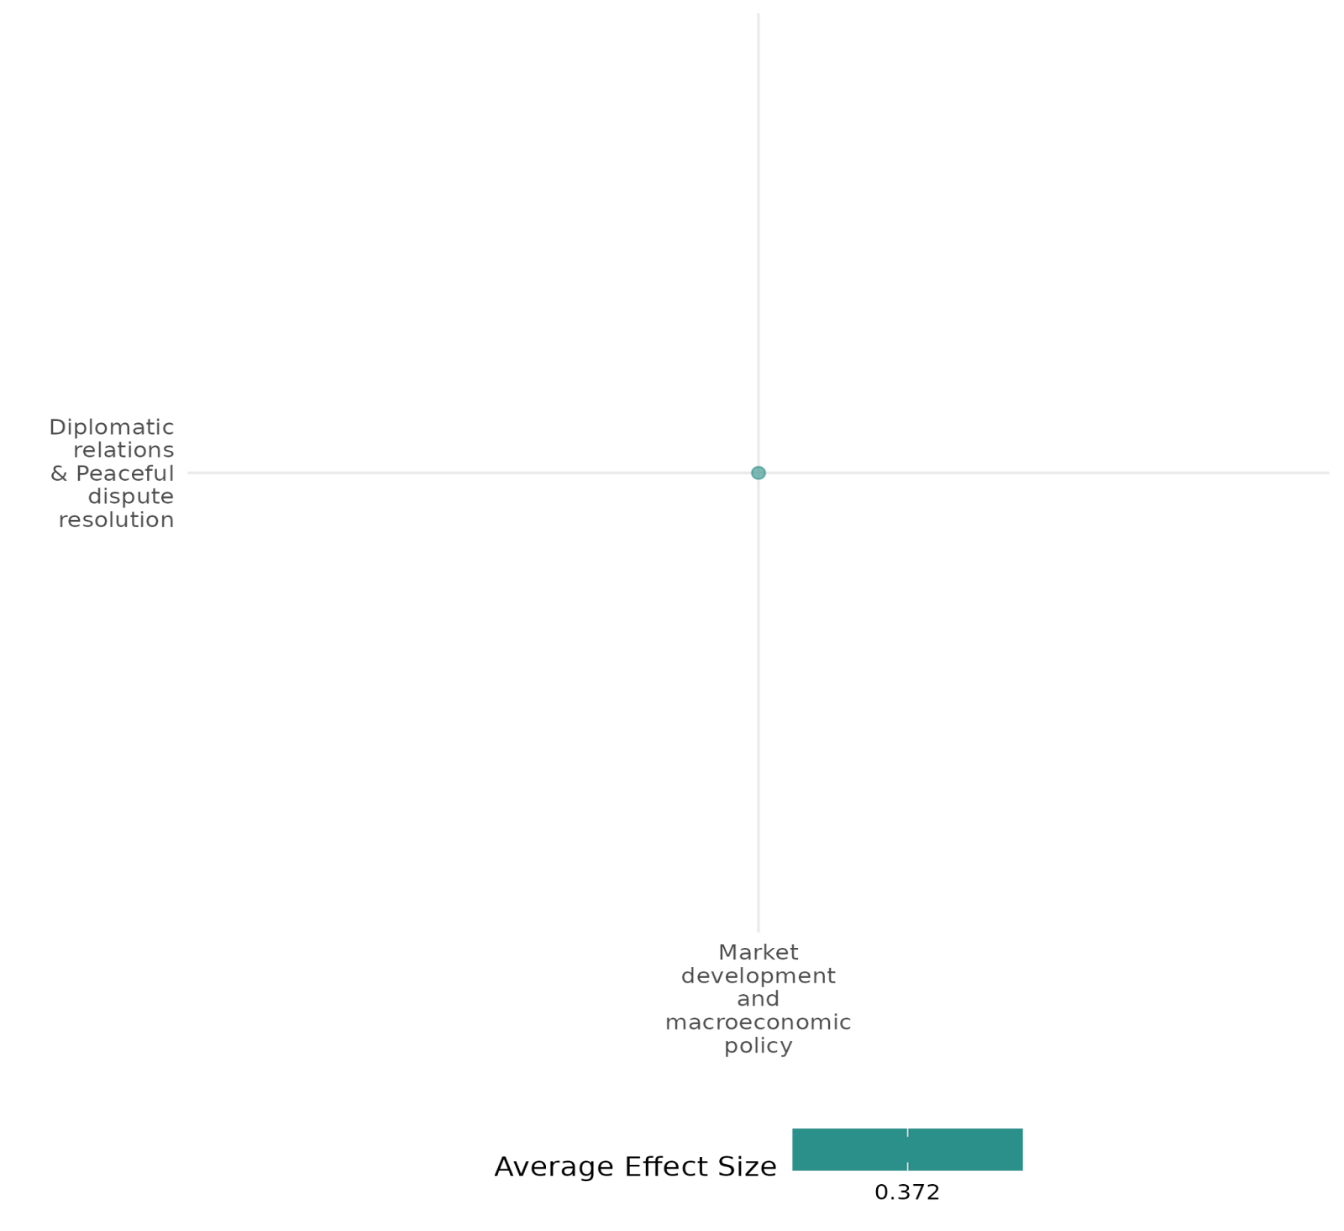 Diplomatic
relations
& Peaceful
dispute
resolution
Market
development
and
macroeconomic
policy
Average Effect Size
0.372